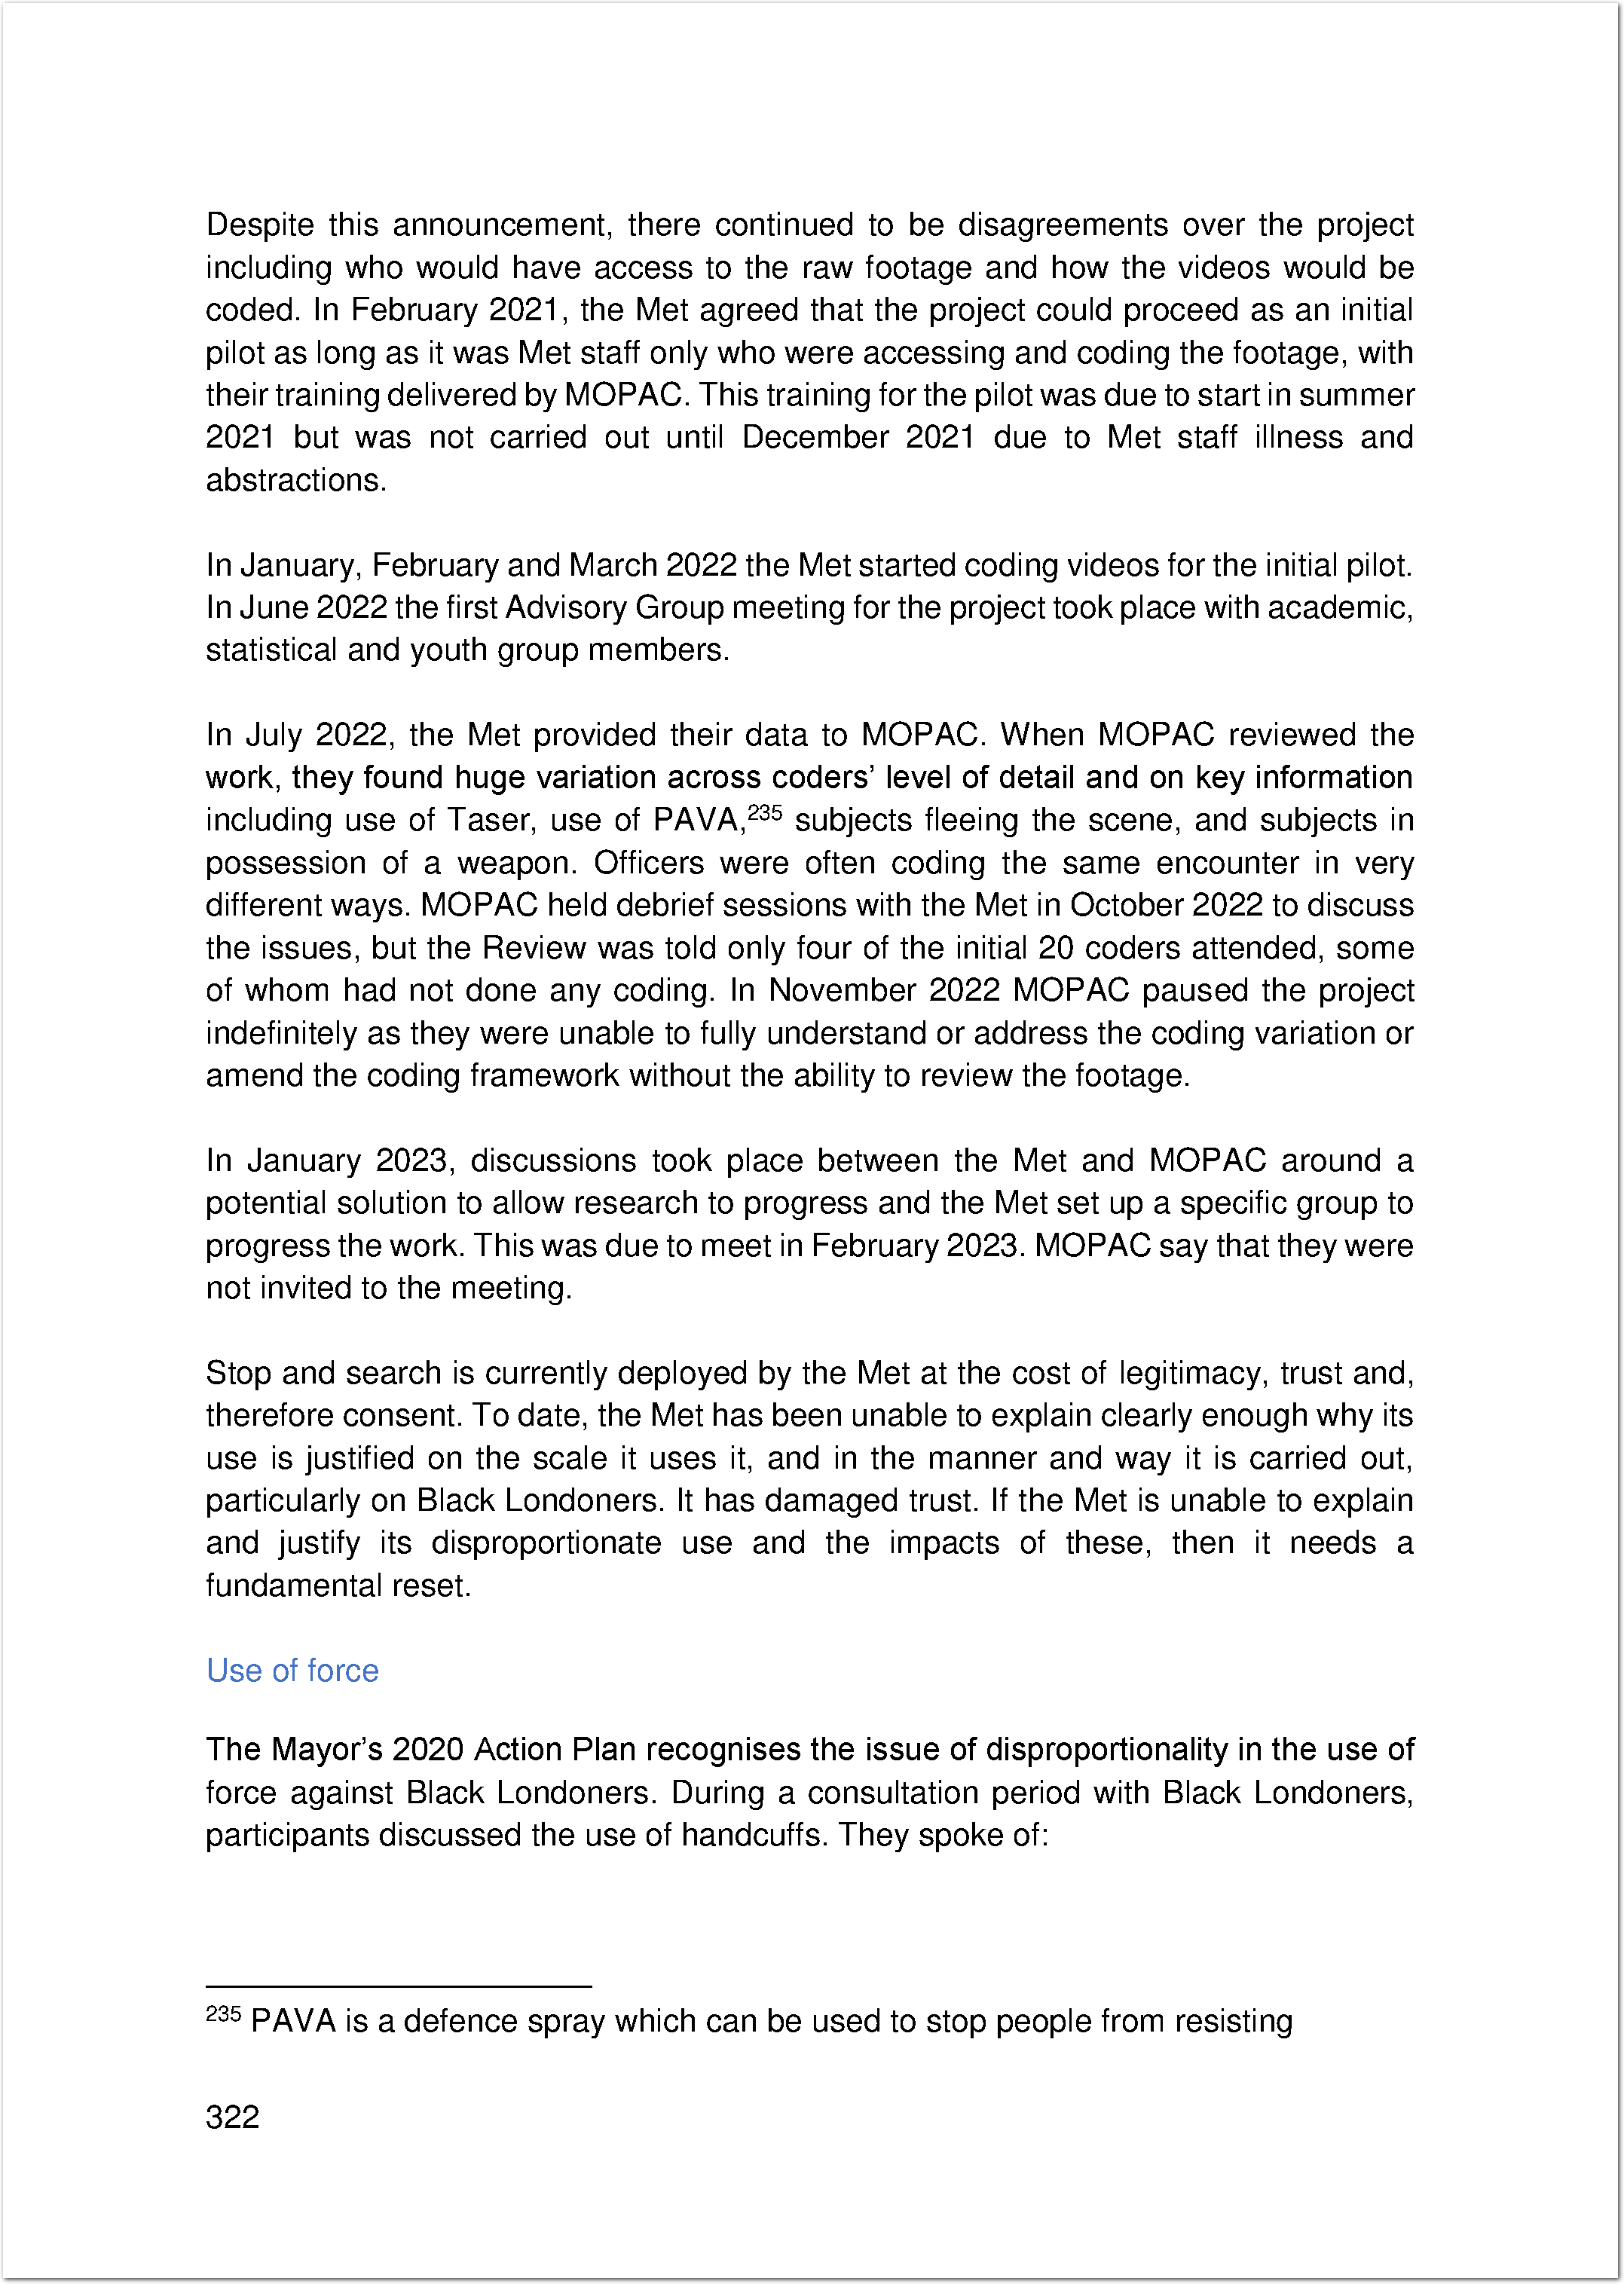 Despite this announcement, there continued to be disagreements over the project
including who would have access to the raw footage and how the videos would be
coded. In February 2021, the Met agreed that the project could proceed as an initial
pilot as long as it was Met staff only who were accessing and coding the footage, with
their training delivered by MOPAC. This training for the pilot was due to start in summer
2021 but was not carried out until December 2021 due to Met staff illness and
abstractions.
In January, February and March 2022 the Met started coding videos for the initial pilot.
In June 2022 the first Advisory Group meeting for the project took place with academic,
statistical and youth group members.
In July 2022, the Met provided their data to MOPAC. When MOPAC reviewed the
work, they found huge variation across coders’ level of detail and on key information
including use of Taser, use of PAVA,²³⁵ subjects fleeing the scene, and subjects in
possession of a weapon. Officers were often coding the same encounter in very
different ways. MOPAC held debrief sessions with the Met in October 2022 to discuss
the issues, but the Review was told only four of the initial 20 coders attended, some
of whom had not done any coding. In November 2022 MOPAC paused the project
indefinitely as they were unable to fully understand or address the coding variation or
amend the coding framework without the ability to review the footage.
In January 2023, discussions took place between the Met and MOPAC around a
potential solution to allow research to progress and the Met set up a specific group to
progress the work. This was due to meet in February 2023. MOPAC say that they were
not invited to the meeting.
Stop and search is currently deployed by the Met at the cost of legitimacy, trust and,
therefore consent. To date, the Met has been unable to explain clearly enough why its
use is justified on the scale it uses it, and in the manner and way it is carried out,
particularly on Black Londoners. It has damaged trust. If the Met is unable to explain
and justify its disproportionate use and the impacts of these, then it needs a
fundamental reset.
Use of force
The Mayor’s 2020 Action Plan recognises the issue of disproportionality in the use of
force against Black Londoners. During a consultation period with Black Londoners,
participants discussed the use of handcuffs. They spoke of:
²³⁵ PAVA is a defence spray which can be used to stop people from resisting
322